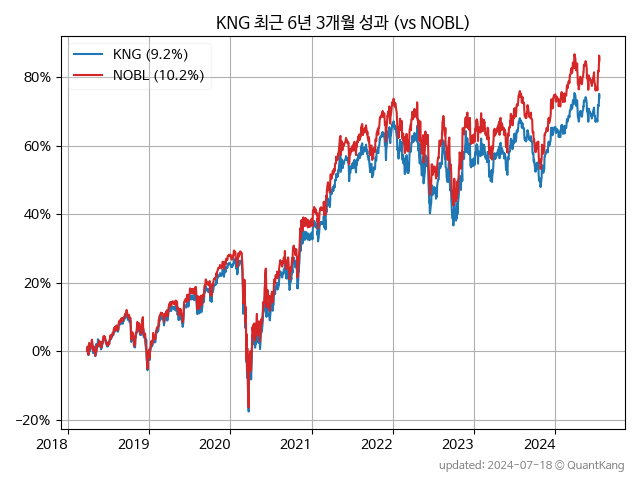 KNG 최근 6년 3개월 성과 (vs NOBL)
KNG (9.2%)
NOBL (10.2%)
80%
60%
40%
20%
0%
−20%
2018 2019 2020 2021 2022 2023 2024
updated: 2024-07-18 © QuantKang